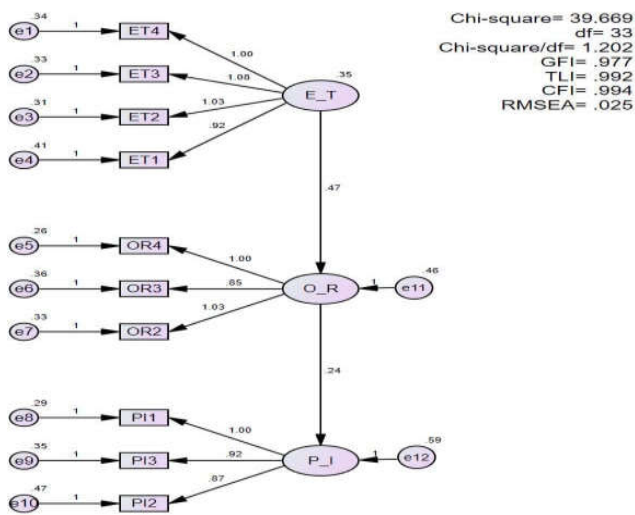 Chi-square= 39.669
df= 33
Chi-square/df= 1.202
GFI= .977
TLI= .992
CFI= .994
RMSEA= .025
.34
e1 1 ET4
.33
e2 1 ET3
.31
e3 1 ET2
.41
e4 1 ET1
1.00
1.08
1.03
.92
.35
E_T
.47
.26
e5 1 OR4
.36
e6 1 OR3
.33
e7 1 OR2
1.00
.85
1.03
O_R
1
.46
e11
.24
.29
e8 1 PI1
.35
e9 1 PI3
.47
e10 1 PI2
1.00
.92
.87
P_I
1
.59
e12